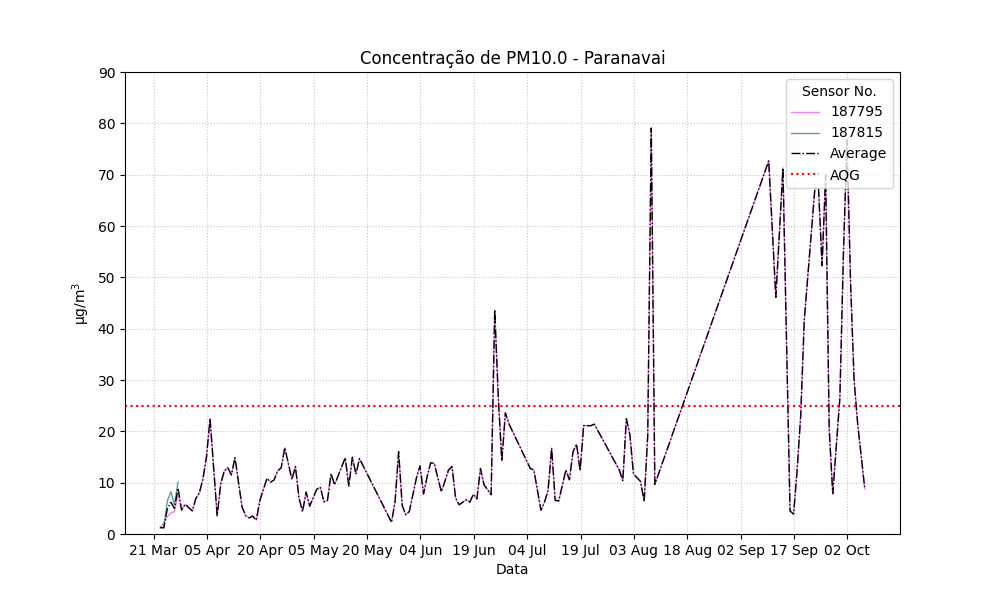 Concentração de PM10.0 - Paranavai
Sensor No.
187795
187815
Average
AQG
µg/m³
90
80
70
60
50
40
30
20
10
0
21 Mar 05 Apr 20 Apr 05 May 20 May 04 Jun 19 Jun 04 Jul 19 Jul 03 Aug 18 Aug 02 Sep 17 Sep 02 Oct
Data